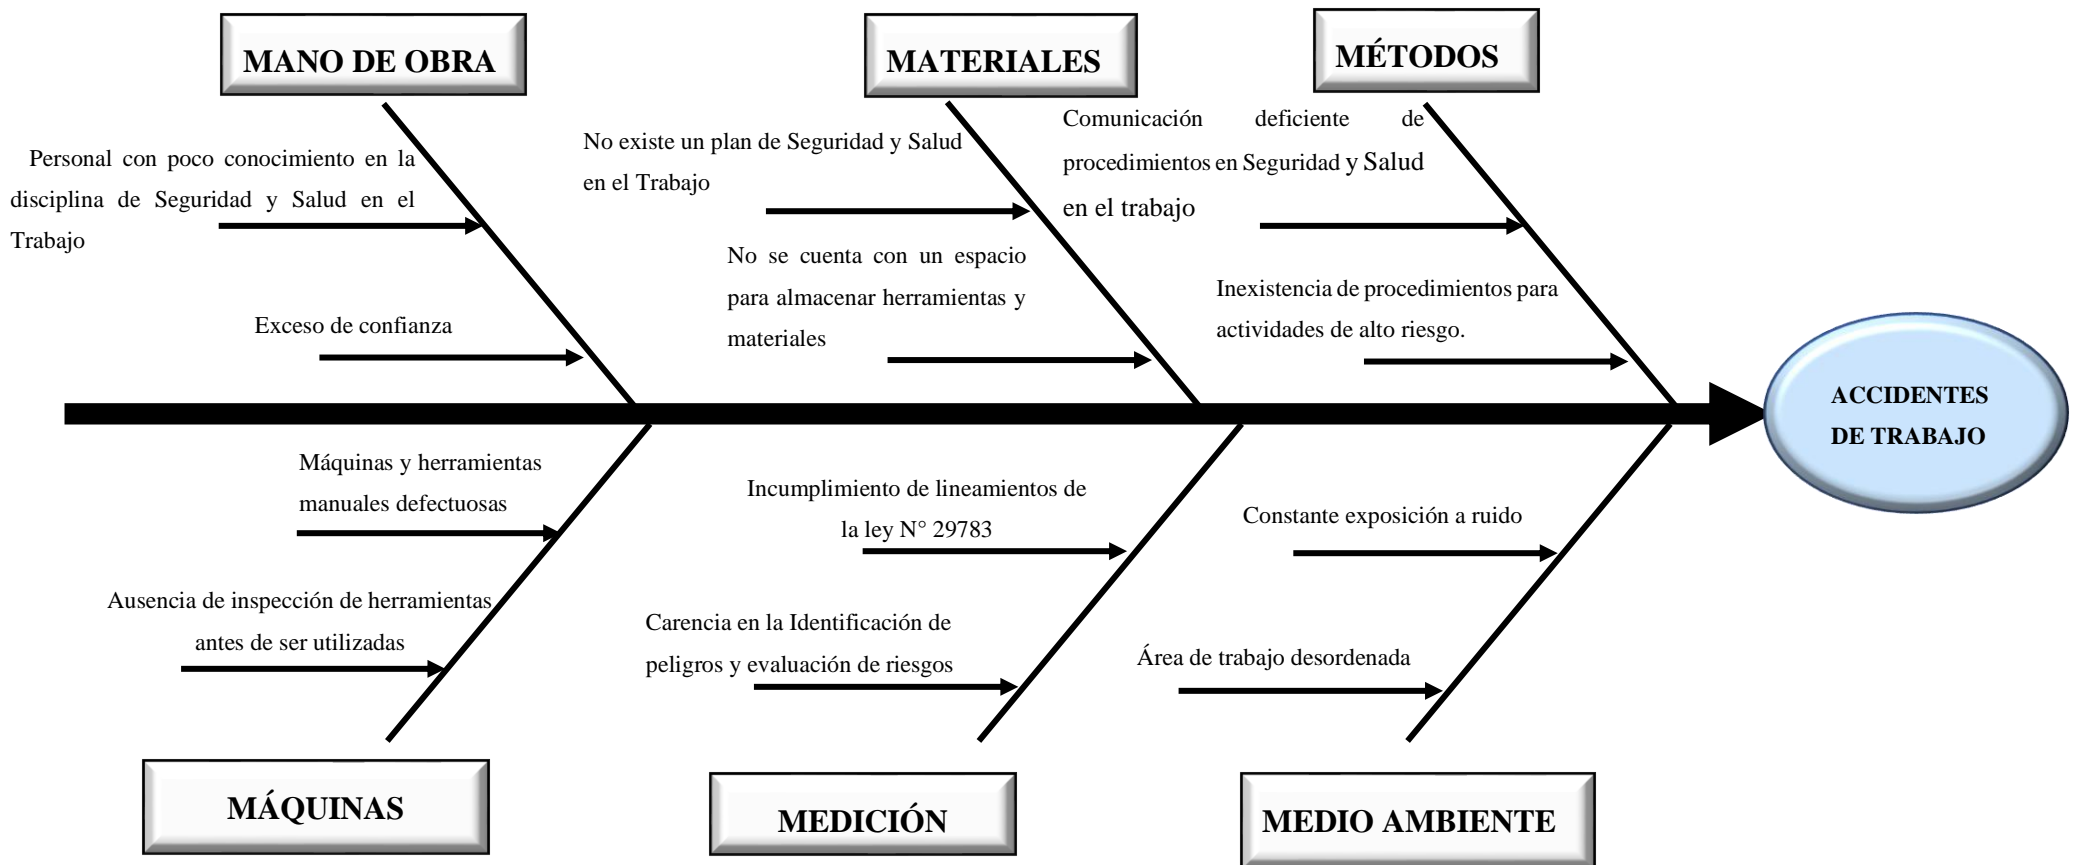 MANO DE OBRA
MATERIALES
MÉTODOS
Personal con poco conocimiento en la
disciplina de Seguridad y Salud en el
Trabajo
Exceso de confianza
No existe un plan de Seguridad y Salud
en el Trabajo
No se cuenta con un espacio
para almacenar herramientas y
materiales
Comunicación deficiente de
procedimientos en Seguridad y Salud
en el trabajo
Inexistencia de procedimientos para
actividades de alto riesgo.
ACCIDENTES
DE TRABAJO
Máquinas y herramientas
manuales defectuosas
Ausencia de inspección de herramientas
antes de ser utilizadas
Incumplimiento de lineamientos de
la ley N° 29783
Carencia en la Identificación de
peligros y evaluación de riesgos
Constante exposición a ruido
Área de trabajo desordenada
MÁQUINAS
MEDICIÓN
MEDIO AMBIENTE